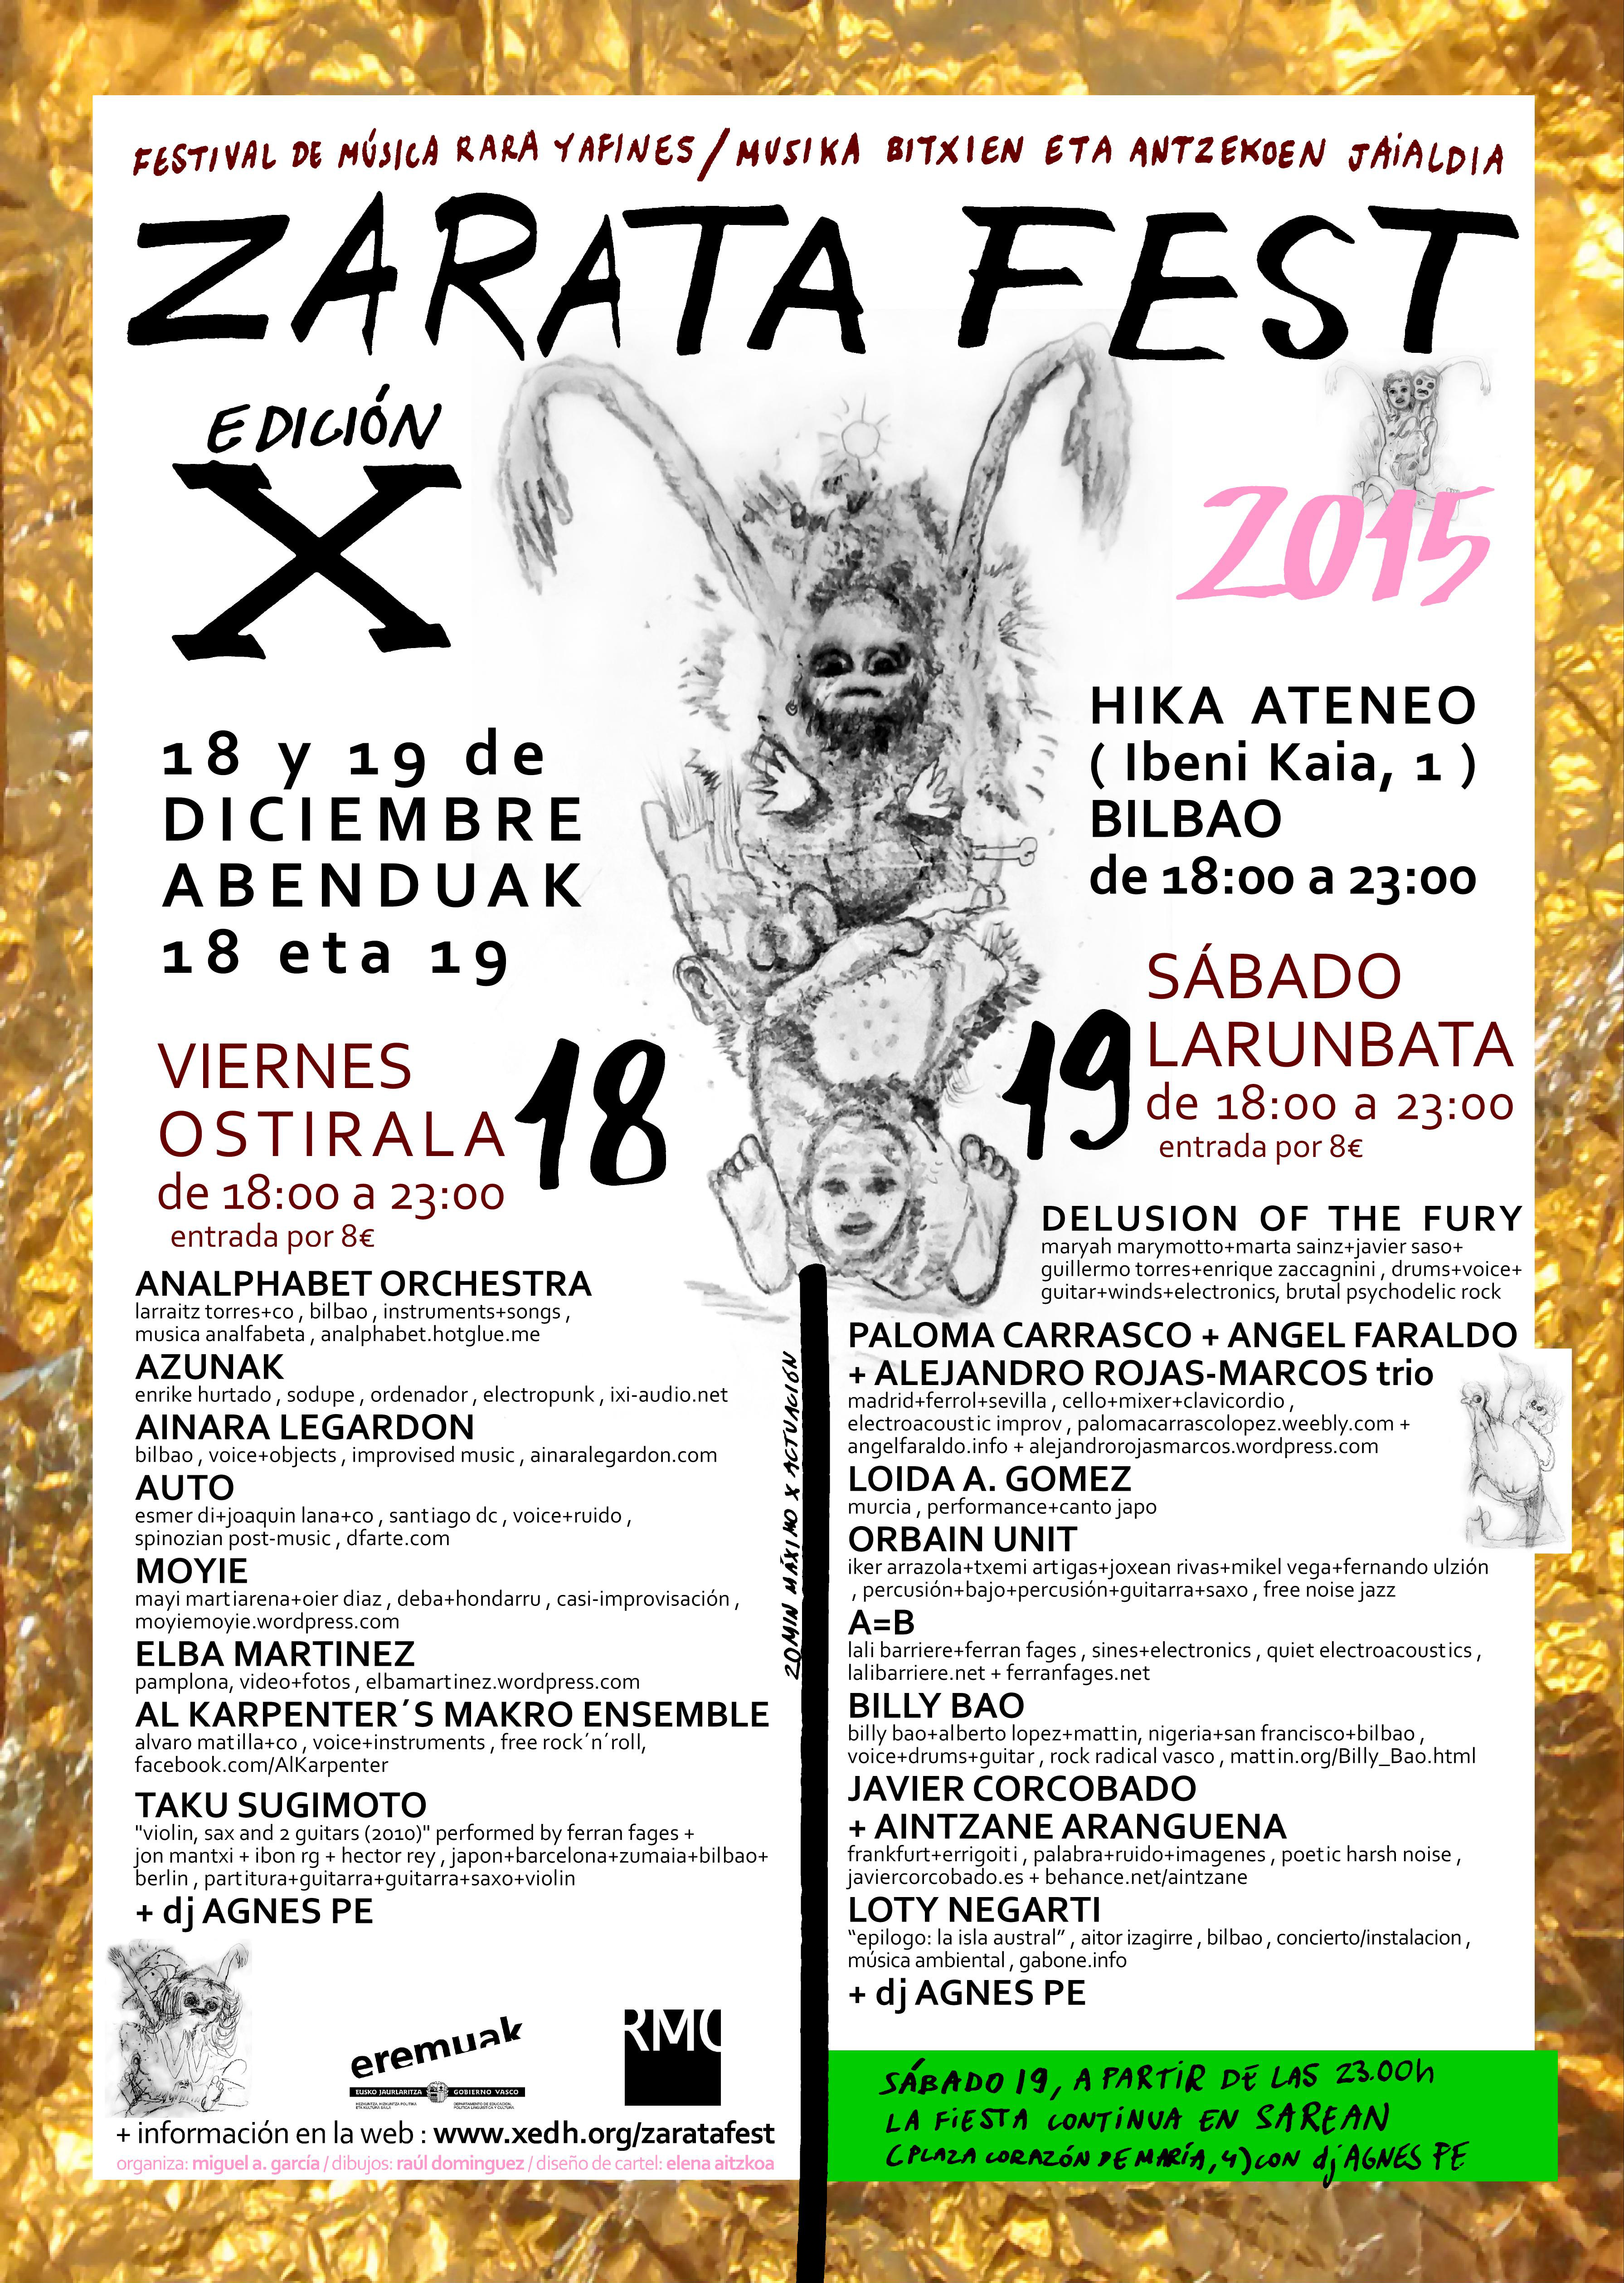 FESTIVAL DE MÚSICA RARA Y AFINES / MUSIKA BITXIEN ETA ANTZEKOEN JAIALDIA
ZARATA FEST
EDICIÓN
X
2015
18 y 19 de
DICIEMBRE
ABENDUAK
18 eta 19
HIKA ATENEO
( Ibeni Kaia, 1 )
BILBAO
de 18:00 a 23:00
VIERNES
OSTIRALA
18
de 18:00 a 23:00
entrada por 8€
ANALPHABET ORCHESTRA
larraitz torres+co , bilbao , instruments+songs ,
musica analfabeta , analphabet.hotglue.me
AZUNAK
enrike hurtado , sodupe , ordenador , electropunk , ixi-audio.net
AINARA LEGARDON
bilbao , voice+objects , improvised music , ainaralegardon.com
AUTO
esmer di+joaquin lana+co , santiago dc , voice+ruido ,
spinozian post-music , dfarte.com
MOYIE
mayi martiarena+oier diaz , deba+hondarru , casi-improvisación ,
moyiemoyie.wordpress.com
ELBA MARTINEZ
pamplona, video+fotos , elbamartinez.wordpress.com
AL KARPENTER´S MAKRO ENSEMBLE
alvaro matilla+co , voice+instruments , free rock´n´roll,
facebook.com/AlKarpenter
TAKU SUGIMOTO
"violin, sax and 2 guitars (2010)" performed by ferran fages +
jon mantxi + ibon rg + hector rey , japon+barcelona+zumaia+bilbao+
berlin , partitura+guitarra+guitarra+saxo+violin
+ dj AGNES PE
20MIN MÁXIMO X ACTUACIÓN
SÁBADO
LARUNBATA
19
de 18:00 a 23:00
entrada por 8€
DELUSION OF THE FURY
maryah marymotto+marta sainz+javier saso+
guillermo torres+enrique zaccagnini , drums+voice+
guitar+winds+electronics, brutal psychodelic rock
PALOMA CARRASCO + ANGEL FARALDO
+ ALEJANDRO ROJAS-MARCOS trio
madrid+ferrol+sevilla , cello+mixer+clavicordio ,
electroacoustic improv , palomacarrascolopez.weebly.com +
angelfaraldo.info + alejandrorojasmarcos.wordpress.com
LOIDA A. GOMEZ
murcia , performance+canto japo
ORBAIN UNIT
iker arrazola+txemi artigas+joxean rivas+mikel vega+fernando ulzión
, percusión+bajo+percusión+guitarra+saxo , free noise jazz
A=B
lali barriere+ferran fages , sines+electronics , quiet electroacoustics ,
lalibarriere.net + ferranfages.net
BILLY BAO
billy bao+alberto lopez+mattin, nigeria+san francisco+bilbao ,
voice+drums+guitar , rock radical vasco , mattin.org/Billy_Bao.html
JAVIER CORCOBADO
+ AINTZANE ARANGUENA
frankfurt+errigoiti , palabra+ruido+imagenes , poetic harsh noise ,
javiercorcobado.es + behance.net/aintzane
LOTY NEGARTI
“epilogo: la isla austral” , aitor izagirre , bilbao , concierto/instalacion ,
música ambiental , gabone.info
+ dj AGNES PE
eremuak
EUSKO JAURLARITZA GOBIERNO VASCO
HEZKUNTZA, HIZKUNTZA POLITIKA
ETA KULTURA SAILA
DEPARTAMENTO DE EDUCACIÓN,
POLÍTICA LINGÜÍSTICA Y CULTURA
RMO
+ información en la web : www.xedh.org/zaratafest
organiza: miguel a. garcía / dibujos: raúl dominguez / diseño de cartel: elena aitzkoa
SÁBADO 19, A PARTIR DE LAS 23.00h
LA FIESTA CONTINUA EN SAREAN
(PLAZA CORAZÓN DE MARÍA, 4) CON dj AGNES PE